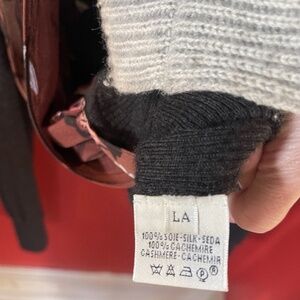 LA
100% SOIE-SILK-SEDA
100% CACHEMIRE
CASHMERE-CACHEMIR
P